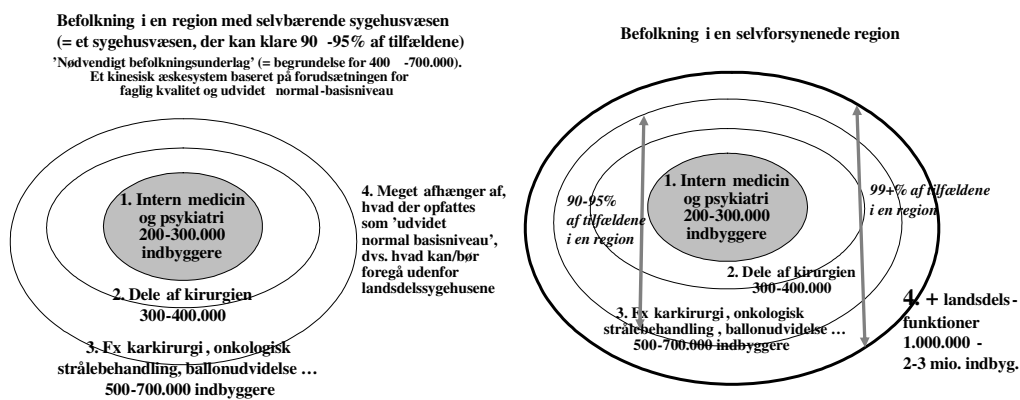 Befolkning i en region med selvbærende sygehusvæsen
(= et sygehusvæsen, der kan klare 90 -95% af tilfældene)
'Nødvendigt befolkningsunderlag' (= begrundelse for 400 -700.000).
Et kinesisk æskesystem baseret på forudsætningen for
faglig kvalitet og udvidet normal-basisniveau
1. Intern medicin
og psykiatri
200-300.000
indbyggere
2. Dele af kirurgien
300-400.000
3. Ex karkirurgi , onkologisk
strålebehandling, ballonudvidelse …
500-700.000 indbyggere
4. Meget afhænger af,
hvad der opfattes
som 'udvidet
normal basisniveau',
dvs. hvad kan/bør
foregå udenfor
landsdelssygehusene
Befolkning i en selvforsynenede region
1. Intern medicin
og psykiatri
200-300.000
indbyggere
90-95%
af tilfældene
i en region
99+% af tilfældene
i en region
2. Dele af kirurgien
300-400.000
3. Ex karkirurgi , onkologisk
strålebehandling , ballonudvidelse …
500-700.000 indbyggere
4. + landsdels-
funktioner
1.000.000 -
2-3 mio. indbyg.